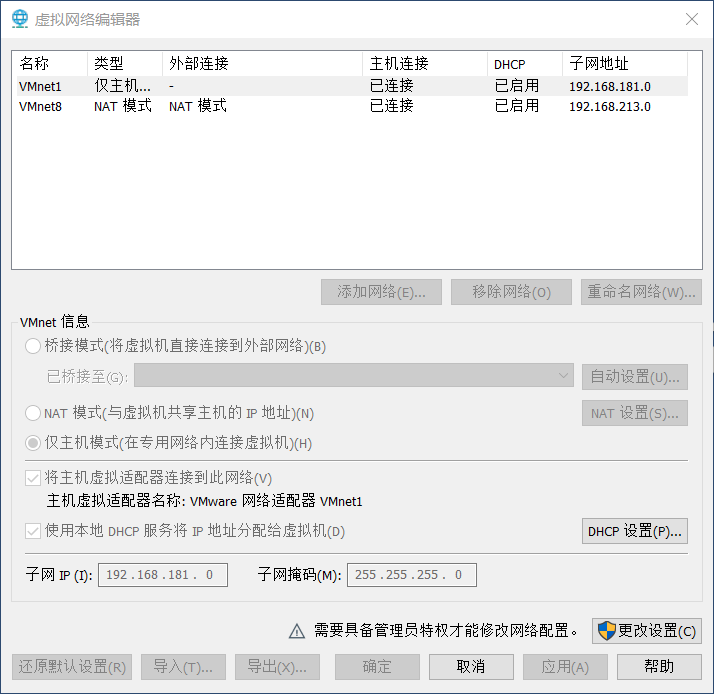 虚拟网络编辑器
名称 类型 外部连接 主机连接 DHCP 子网地址
VMnet1 仅主机... - 已连接 已启用 192.168.181.0
VMnet8 NAT 模式 NAT 模式 已连接 已启用 192.168.213.0
添加网络(E)... 移除网络(O) 重命名网络(W)...
VMnet 信息
桥接模式(将虚拟机直接连接到外部网络)(B)
已桥接至(G): 自动设置(U)...
NAT 模式(与虚拟机共享主机的 IP 地址)(N) NAT 设置(S)...
仅主机模式(在专用网络内连接虚拟机)(H)
将主机虚拟适配器连接到此网络(V)
主机虚拟适配器名称: VMware 网络适配器 VMnet1
使用本地 DHCP 服务将 IP 地址分配给虚拟机(D) DHCP 设置(P)...
子网 IP (I): 192.168.181. 0 子网掩码(M): 255.255.255. 0
需要具备管理员特权才能修改网络配置。 更改设置(C)
还原默认设置(R) 导入(T)... 导出(X)... 确定 取消 应用(A) 帮助